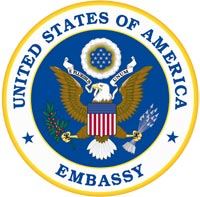 UNITED STATES OF AMERICA
E PLURIBUS UNUM
EMBASSY